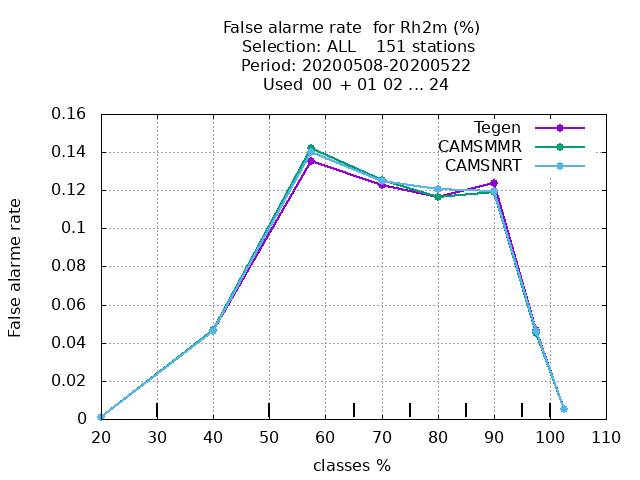 False alarme rate  for Rh2m (%)
Selection: ALL    151 stations
Period: 20200508-20200522
Used  00 + 01 02 ... 24
0.16
0.14
0.12
0.1
0.08
0.06
0.04
0.02
0
False alarme rate
Tegen
CAMSMMR
CAMSNRT
20 30 40 50 60 70 80 90 100 110
classes %